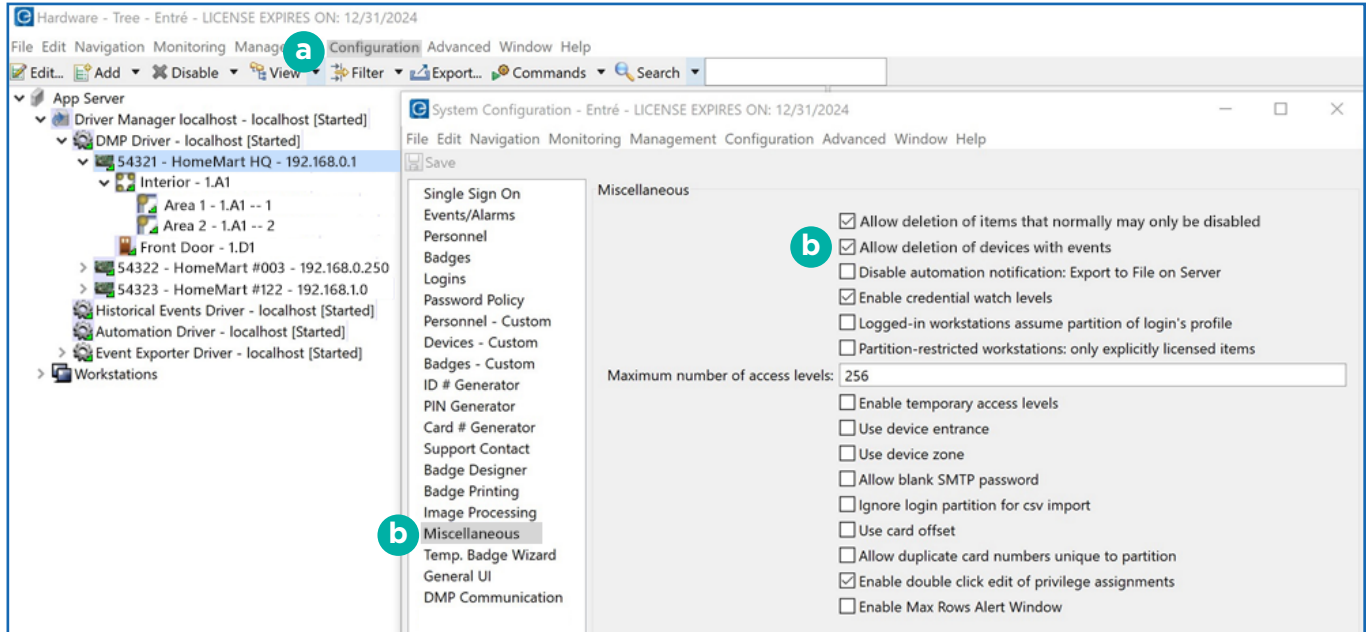 Hardware - Tree - Entré - LICENSE EXPIRES ON: 12/31/2024
File Edit Navigation Monitoring Manage a Configuration Advanced Window Help
Edit... Add Disable View Filter Export... Commands Search
App Server
Driver Manager localhost - localhost [Started]
DMP Driver - localhost [Started]
54321 - HomeMart HQ - 192.168.0.1
Interior - 1.A1
Area 1 - 1.A1 -- 1
Area 2 - 1.A1 -- 2
Front Door - 1.D1
54322 - HomeMart #003 - 192.168.0.250
54323 - HomeMart #122 - 192.168.1.0
Historical Events Driver - localhost [Started]
Automation Driver - localhost [Started]
Event Exporter Driver - localhost [Started]
Workstations
System Configuration - Entré - LICENSE EXPIRES ON: 12/31/2024
File Edit Navigation Monitoring Management Configuration Advanced Window Help
Save
Single Sign On
Events/Alarms
Personnel
Badges
Logins
Password Policy
Personnel - Custom
Devices - Custom
Badges - Custom
ID # Generator
PIN Generator
Card # Generator
Support Contact
Badge Designer
Badge Printing
Image Processing
b Miscellaneous
Temp. Badge Wizard
General UI
DMP Communication
Miscellaneous
Allow deletion of items that normally may only be disabled
b Allow deletion of devices with events
Disable automation notification: Export to File on Server
Enable credential watch levels
Logged-in workstations assume partition of login's profile
Partition-restricted workstations: only explicitly licensed items
Maximum number of access levels: 256
Enable temporary access levels
Use device entrance
Use device zone
Allow blank SMTP password
Ignore login partition for csv import
Use card offset
Allow duplicate card numbers unique to partition
Enable double click edit of privilege assignments
Enable Max Rows Alert Window